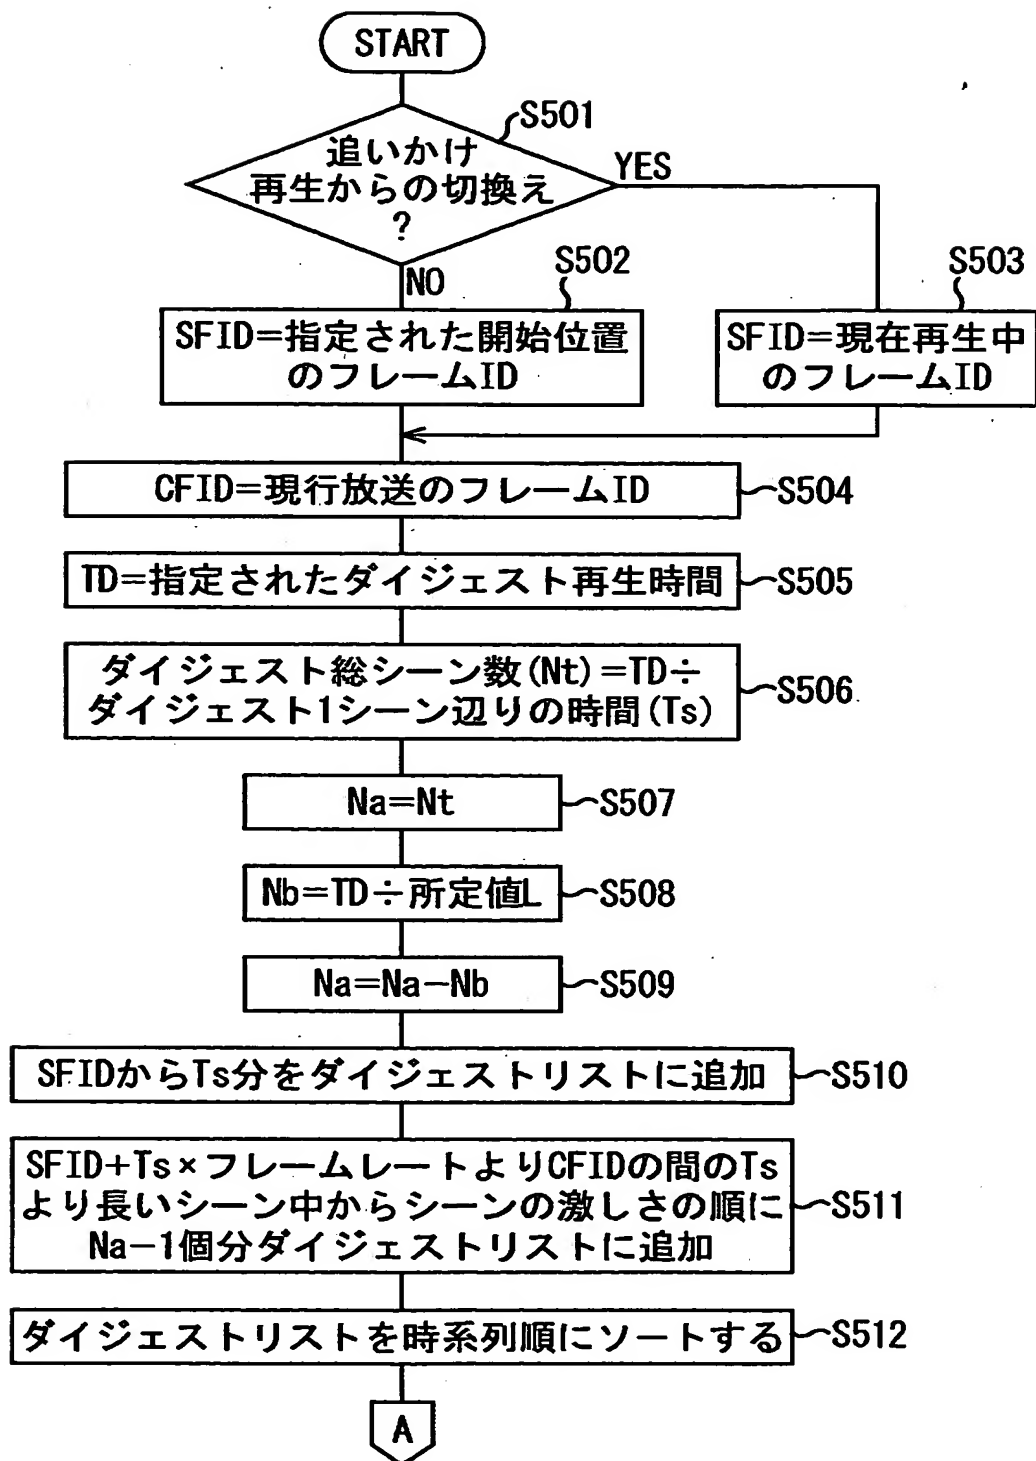 START
S501
追いかけ
再生からの切換え
?
YES
NO
S502
SFID=指定された開始位置
のフレームID
S503
SFID=現在再生中
のフレームID
CFID=現行放送のフレームID
S504
TD=指定されたダイジェスト再生時間
S505
ダイジェスト総シーン数(Nt)=TD÷
ダイジェスト1シーン辺りの時間(Ts)
S506
Na=Nt
S507
Nb=TD÷所定値L
S508
Na=Na-Nb
S509
SFIDからTs分をダイジェストリストに追加
S510
SFID+Ts×フレームレートよりCFIDの間のTs
より長いシーン中からシーンの激しさの順に
Na-1個分ダイジェストリストに追加
S511
ダイジェストリストを時系列順にソートする
S512
A